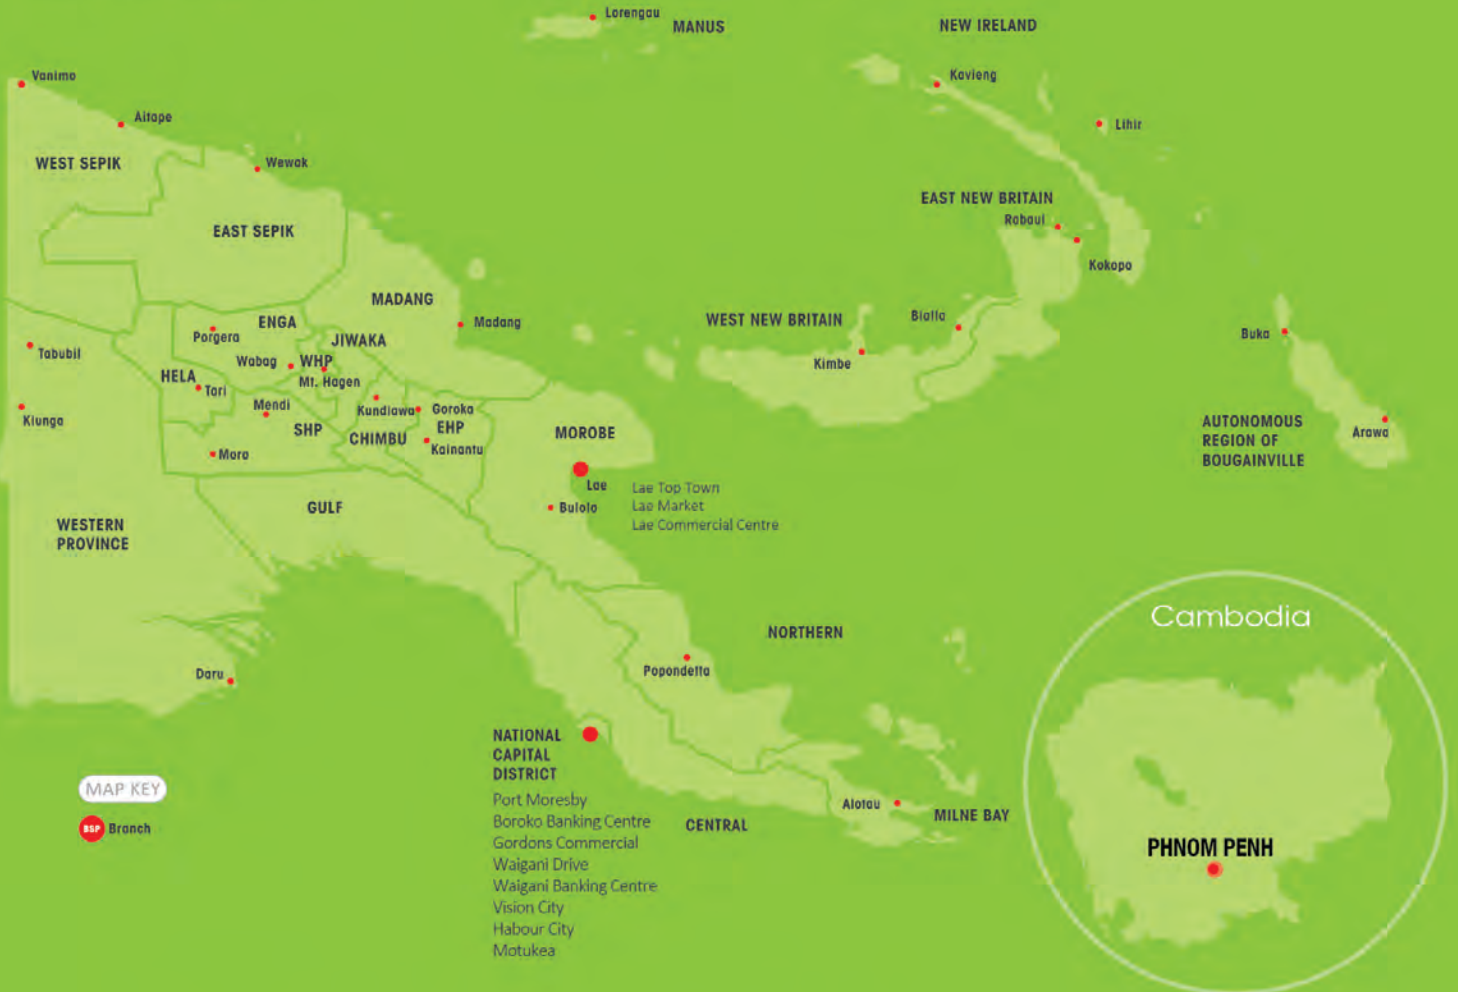 Lorengau
MANUS
NEW IRELAND
Vanimo
Kavieng
Aitape
Lihir
WEST SEPIK
Wewak
EAST NEW BRITAIN
Rabaul
EAST SEPIK
Kokopo
MADANG
ENGA
Madang
WEST NEW BRITAIN
Bialla
Porgera
JIWAKA
Buka
Tabubil
Wabag
WHP
Kimbe
HELA
Mt. Hagen
Tari
Mendi
Kundiawa
Goroka
Kiunga
SHP
CHIMBU
EHP
MOROBE
AUTONOMOUS
REGION OF
BOUGAINVILLE
Arawa
Moro
Kainantu
Lae
Lae Top Town
Lae Market
Lae Commercial Centre
GULF
Bulolo
WESTERN
PROVINCE
Cambodia
NORTHERN
Daru
Popondetta
NATIONAL
CAPITAL
DISTRICT
Port Moresby
Boroko Banking Centre
Gordons Commercial
Waigani Drive
Waigani Banking Centre
Vision City
Habour City
Motukea
CENTRAL
Alotau
MILNE BAY
PHNOM PENH
MAP KEY
BSP Branch